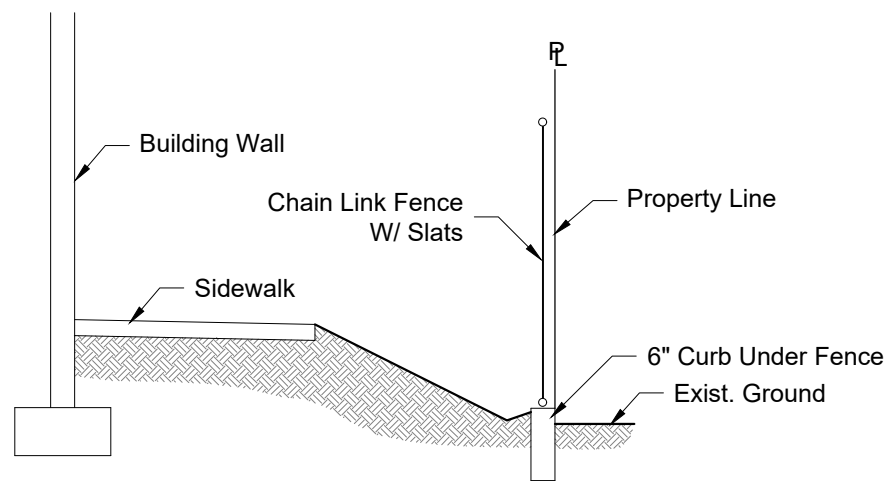 PL
Building Wall
Chain Link Fence
W/ Slats
Property Line
Sidewalk
6" Curb Under Fence
Exist. Ground